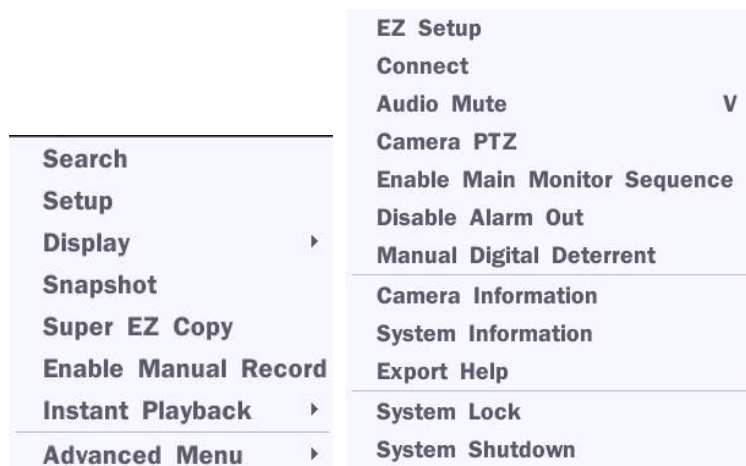 Search
Setup
Display
Snapshot
Super EZ Copy
Enable Manual Record
Instant Playback
Advanced Menu
EZ Setup
Connect
Audio Mute V
Camera PTZ
Enable Main Monitor Sequence
Disable Alarm Out
Manual Digital Deterrent
Camera Information
System Information
Export Help
System Lock
System Shutdown